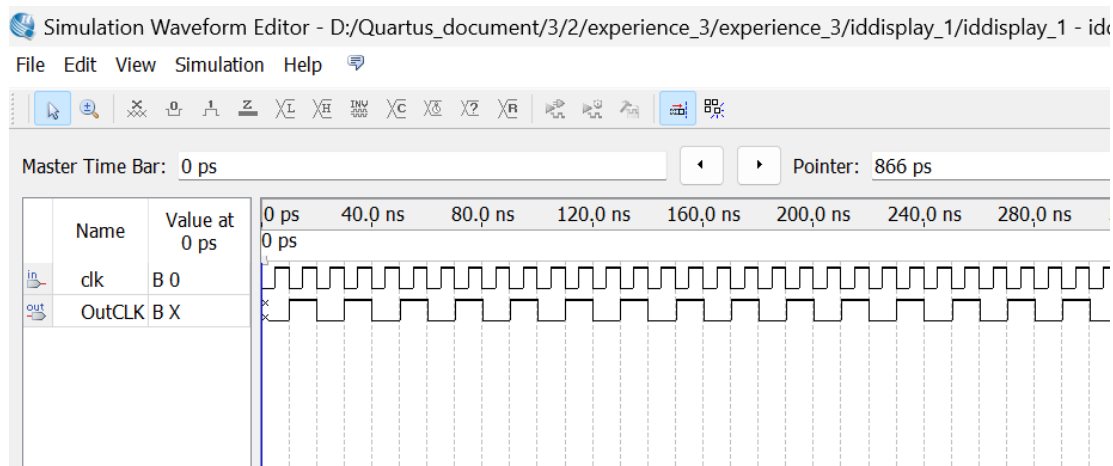 Simulation Waveform Editor - D:/Quartus_document/3/2/experience_3/experience_3/iddisplay_1/iddisplay_1 - idd
File Edit View Simulation Help
Master Time Bar: 0 ps Pointer: 866 ps
Name Value at 0 ps
0 ps 40.0 ns 80.0 ns 120.0 ns 160.0 ns 200.0 ns 240.0 ns 280.0 ns
0 ps
in clk B 0
out OutCLK B X